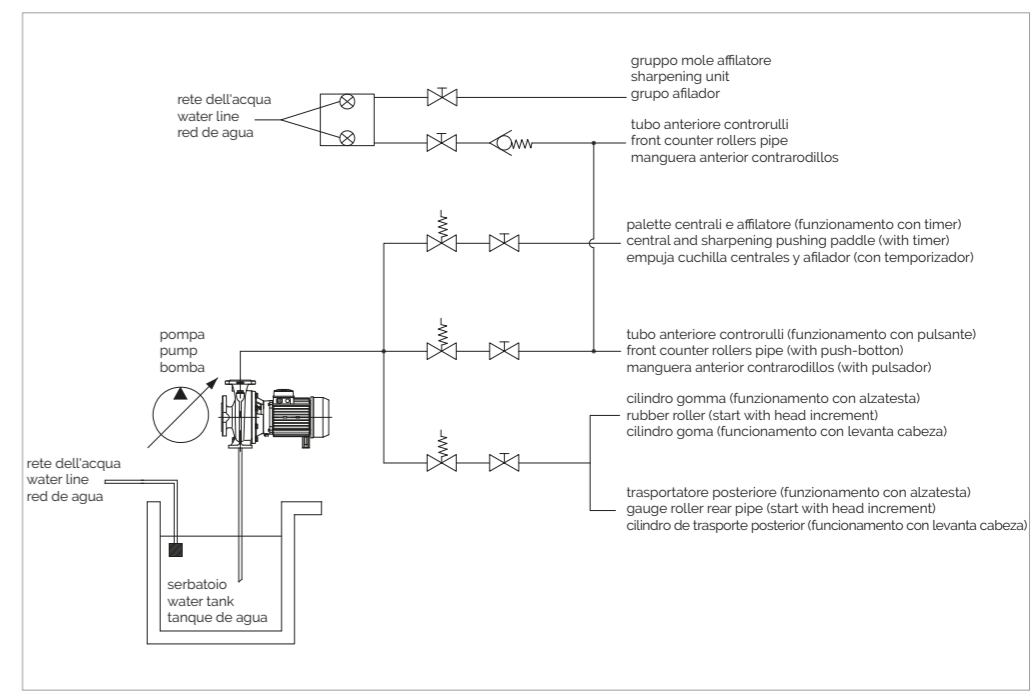 gruppo mole affilatore
sharpening unit
grupo afilador
rete dell'acqua
water line
red de agua
tubo anteriore controrulli
front counter rollers pipe
manguera anterior contrarodillos
palette centrali e affilatore (funzionamento con timer)
central and sharpening pushing paddle (with timer)
empuja cuchilla centrales y afilador (con temporizador)
pompa
pump
bomba
tubo anteriore controrulli (funzionamento con pulsante)
front counter rollers pipe (with push-botton)
manguera anterior contrarodillos (with pulsador)
cilindro gomma (funzionamento con alzatesta)
rubber roller (start with head increment)
cilindro goma (funcionamento con levanta cabeza)
rete dell'acqua
water line
red de agua
trasportatore posteriore (funzionamento con alzatesta)
gauge roller rear pipe (start with head increment)
cilindro de trasporte posterior (funcionamento con levanta cabeza)
serbatoio
water tank
tanque de agua